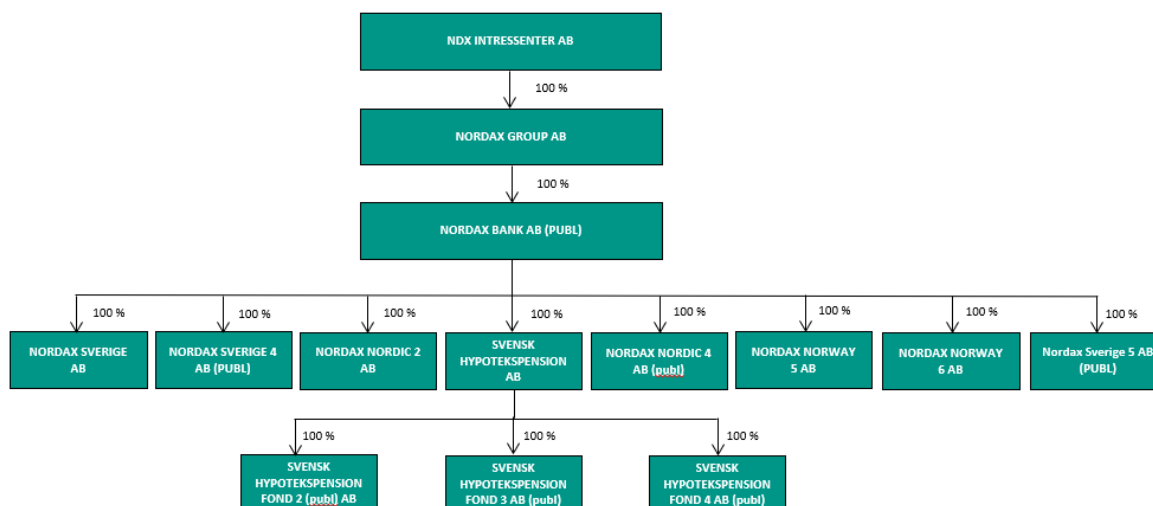 NDX INTRESSENTER AB
100 %
NORDAX GROUP AB
100 %
NORDAX BANK AB (PUBL)
100 %
100 %
100 %
100 %
100 %
100 %
100 %
100 %
NORDAX SVERIGE
AB
NORDAX SVERIGE 4
AB (PUBL)
NORDAX NORDIC 2
AB
SVENSK
HYPOTEKSPENSION
AB
NORDAX NORDIC 4
AB (publ)
NORDAX NORWAY
5 AB
NORDAX NORWAY
6 AB
Nordax Sverige 5 AB
(PUBL)
100 %
100 %
100 %
SVENSK
HYPOTEKSPENSION
FOND 2 (publ) AB
SVENSK
HYPOTEKSPENSION
FOND 3 AB (publ)
SVENSK
HYPOTEKSPENSION
FOND 4 AB (publ)